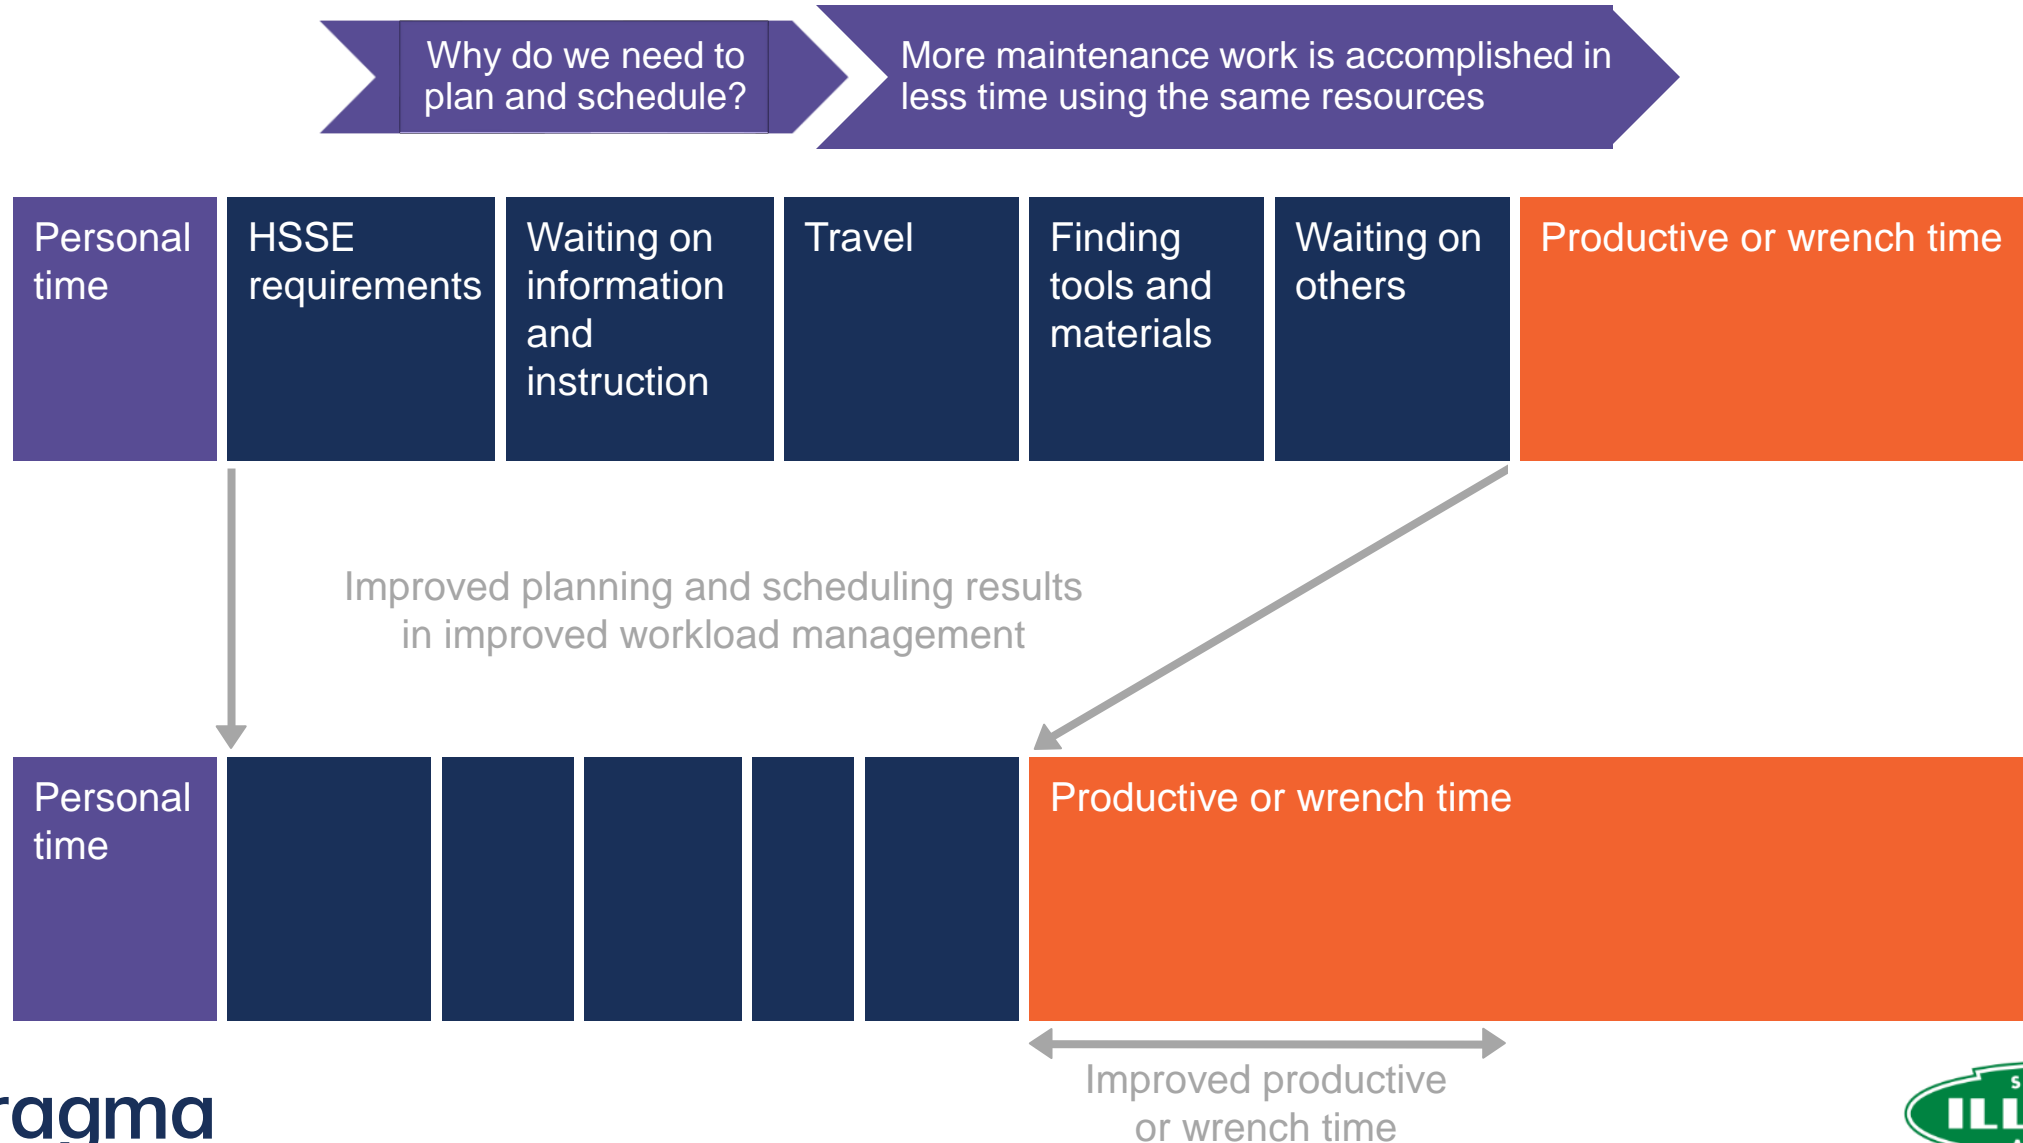 Why do we need to
plan and schedule?
More maintenance work is accomplished in
less time using the same resources
Personal
time
HSSE
requirements
Waiting on
information
and
instruction
Travel
Finding
tools and
materials
Waiting on
others
Productive or wrench time
Improved planning and scheduling results
in improved workload management
Personal
time
Productive or wrench time
Improved productive
or wrench time
ragma
S
ILL